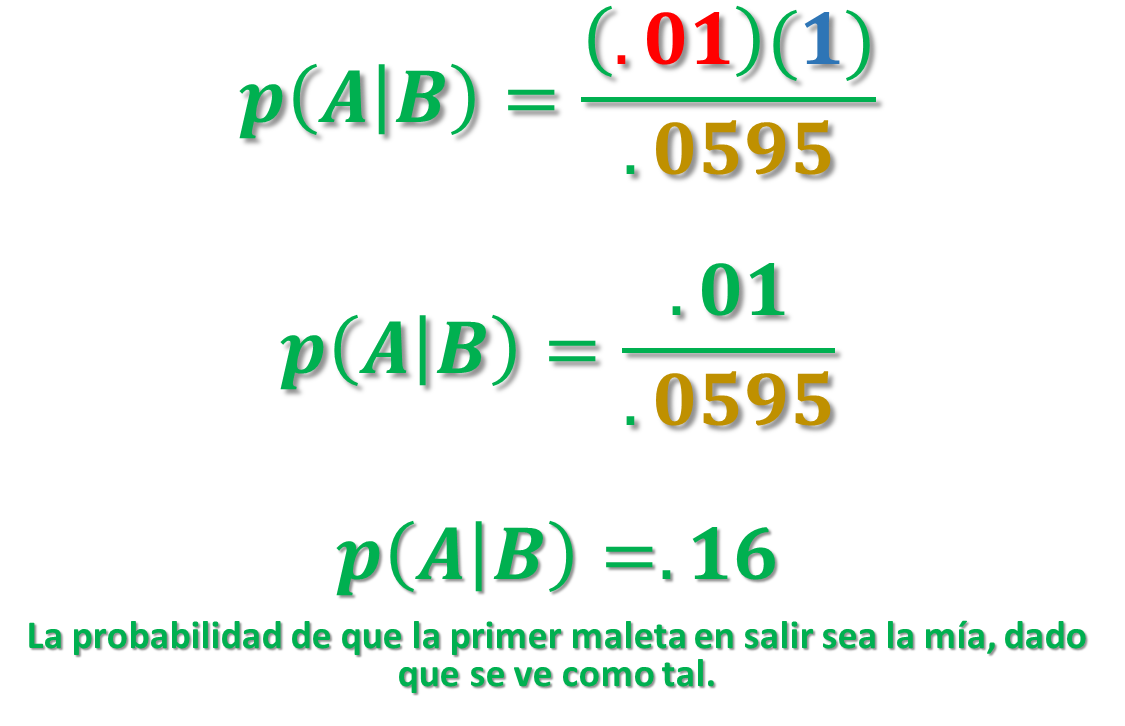 p(A|B) = (.01)(1) / .0595
p(A|B) = .01 / .0595
p(A|B) =.16
La probabilidad de que la primer maleta en salir sea la mía, dado
que se ve como tal.